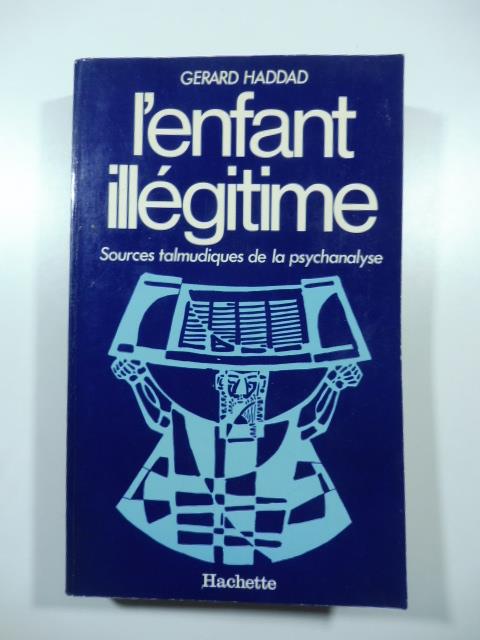 GERARD HADDAD
l'enfant
illégitime
Sources talmudiques de la psychanalyse
Hachette